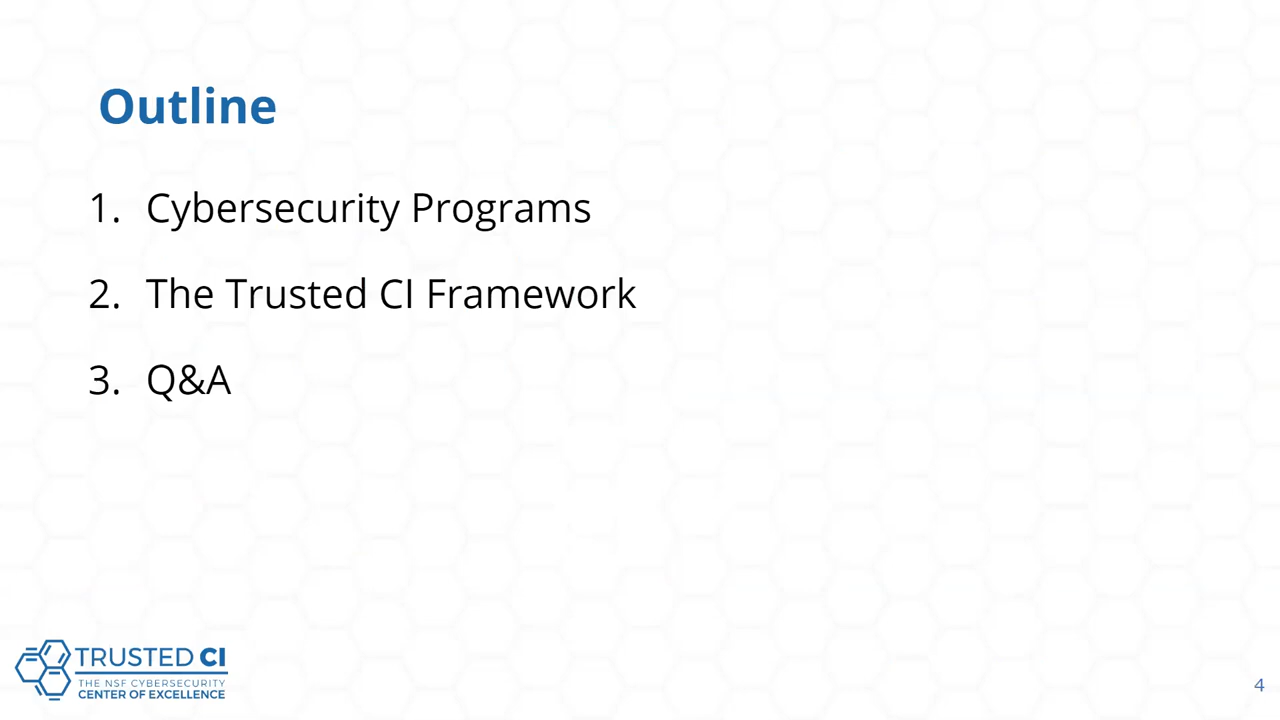 Outline
1. Cybersecurity Programs
2. The Trusted CI Framework
3. Q&A
TRUSTED CI
THE NSF CYBERSECURITY
CENTER OF EXCELLENCE
4